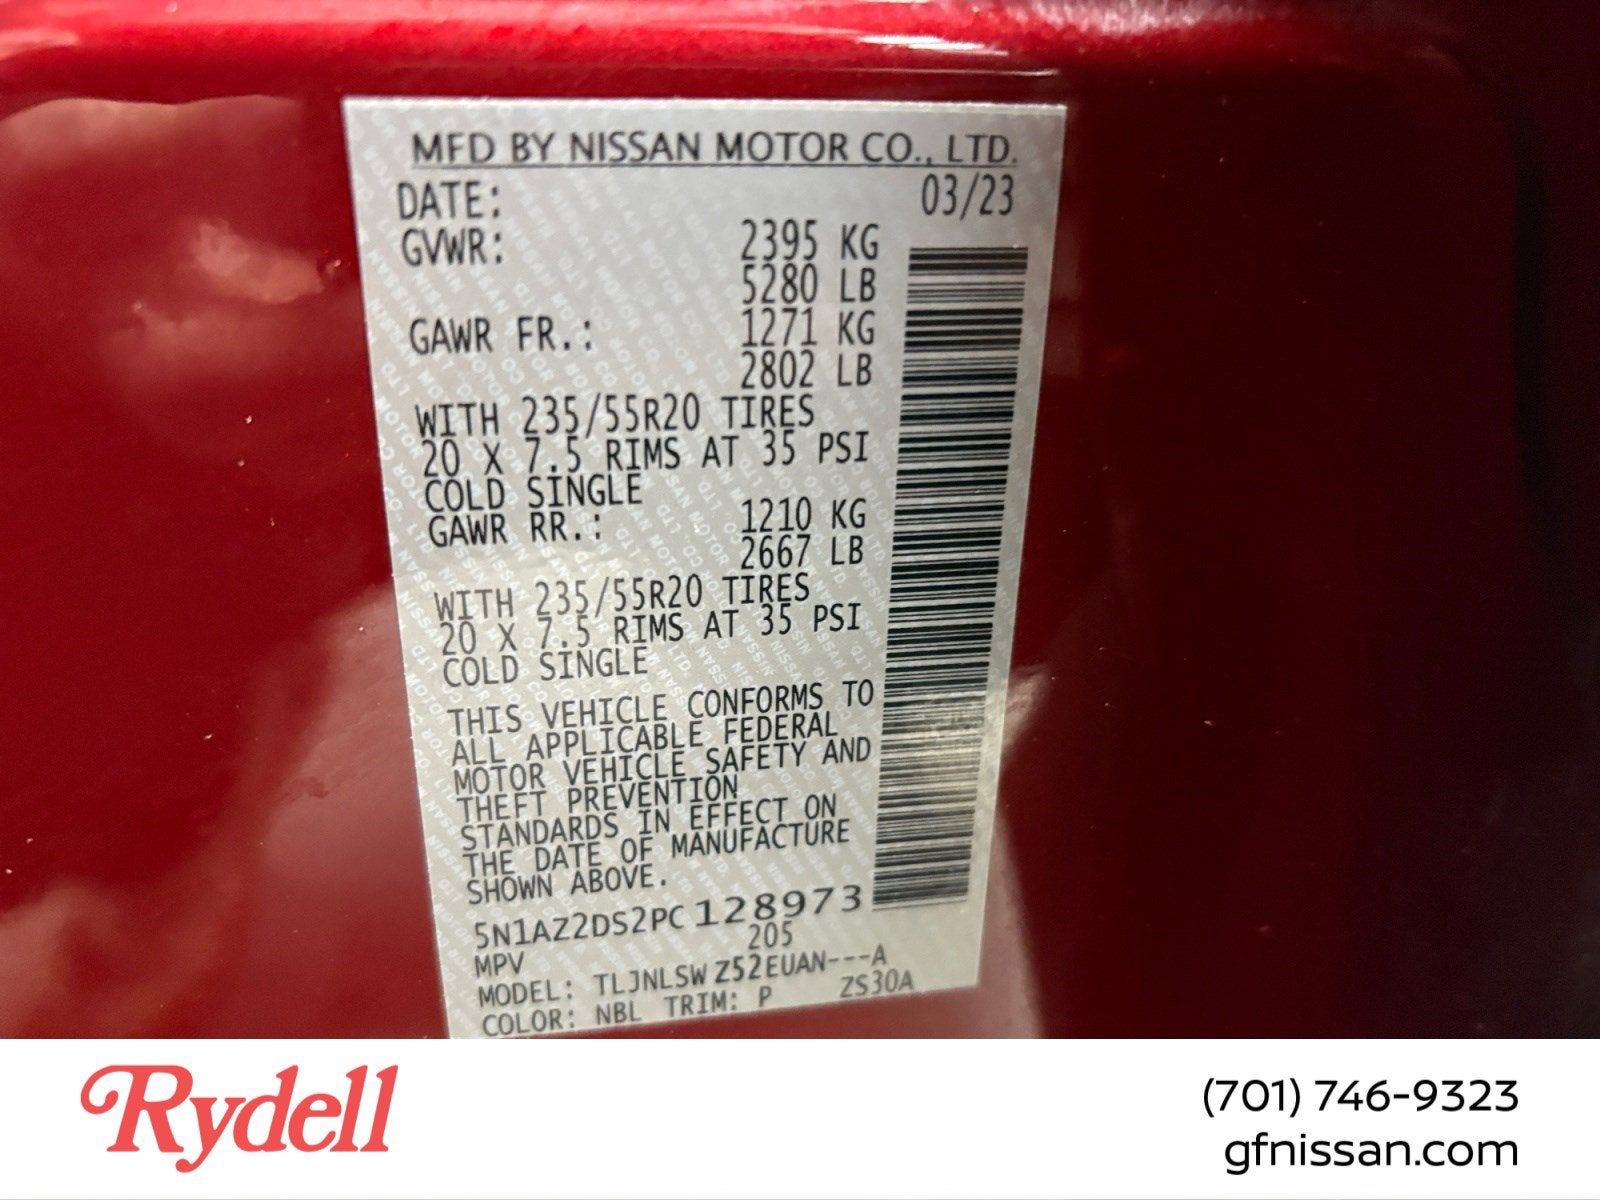 MFD BY NISSAN MOTOR CO., LTD.
DATE: 03/23
GVWR: 2395 KG
5280 LB
GAWR FR.: 1271 KG
2802 LB
WITH 235/55R20 TIRES
20 X 7.5 RIMS AT 35 PSI
COLD SINGLE
GAWR RR.: 1210 KG
2667 LB
WITH 235/55R20 TIRES
20 X 7.5 RIMS AT 35 PSI
COLD SINGLE
THIS VEHICLE CONFORMS TO
ALL APPLICABLE FEDERAL
MOTOR VEHICLE SAFETY AND
THEFT PREVENTION
STANDARDS IN EFFECT ON
THE DATE OF MANUFACTURE
SHOWN ABOVE.
5N1AZ2DS2PC128973
MPV 205
MODEL: TLJNLSWZ52EUAN---A
COLOR: NBL TRIM: P ZS30A
Rydell
(701) 746-9323
gfnissan.com